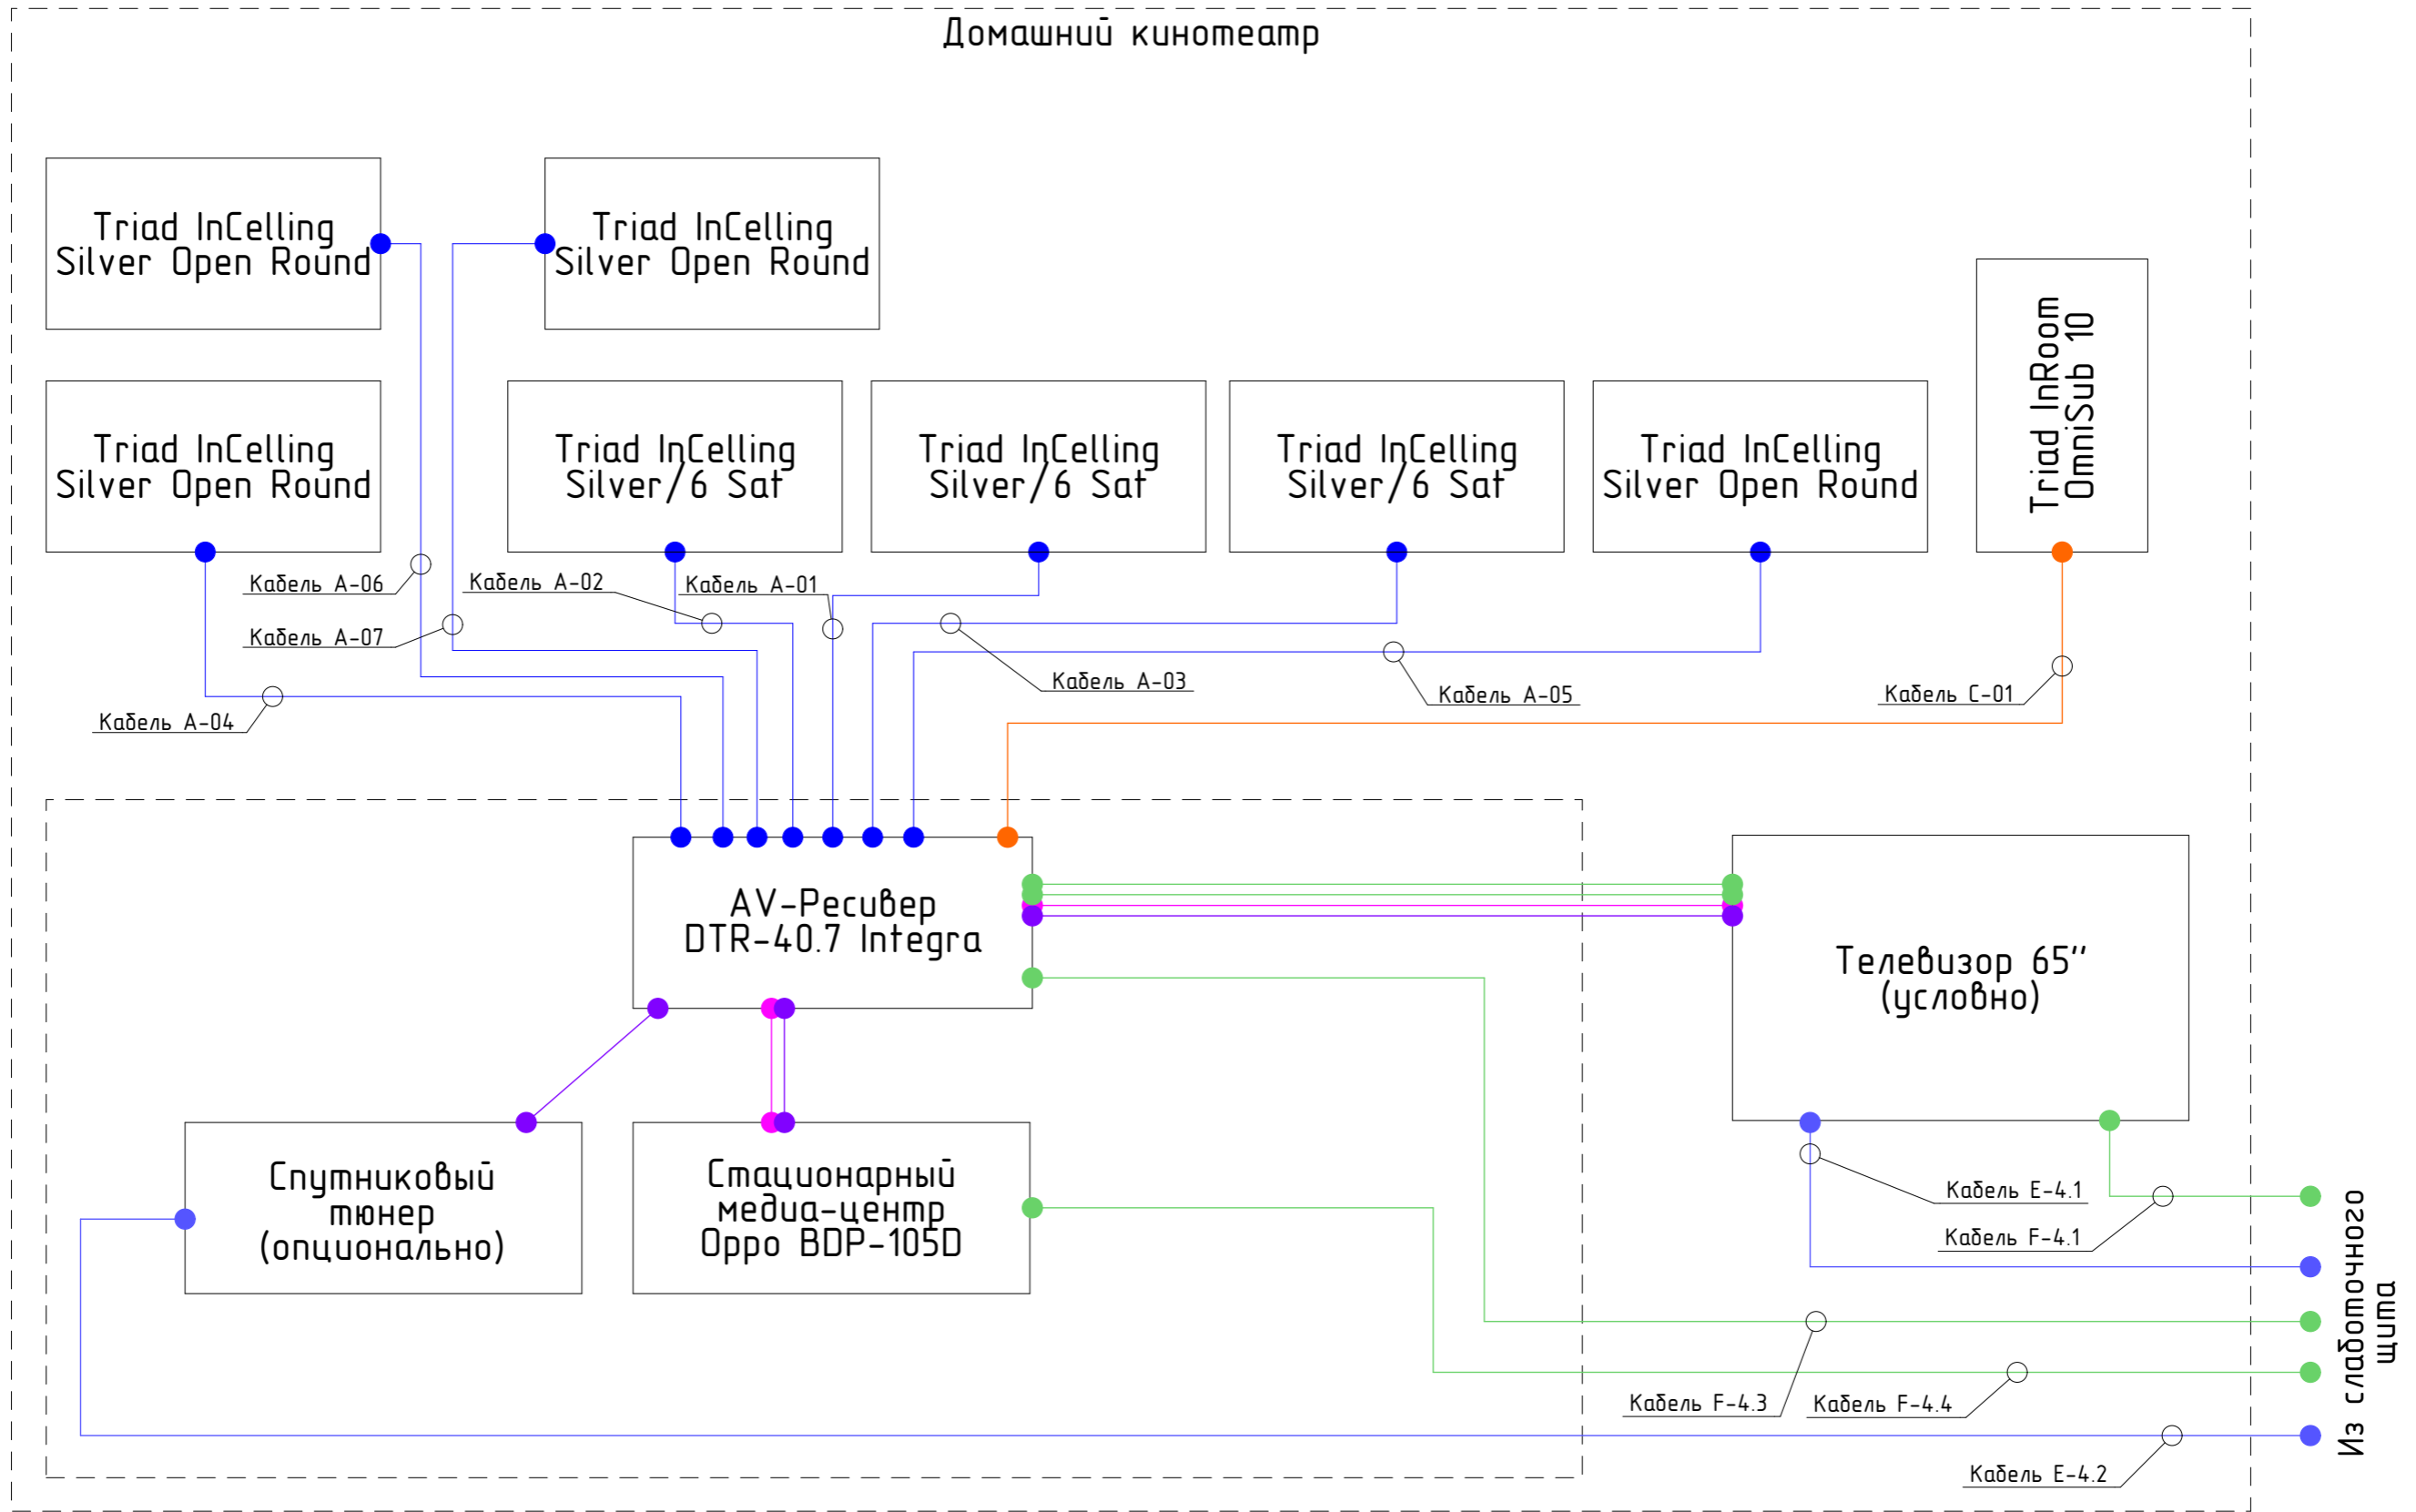 Домашний кинотеатр
Triad InCelling
Silver Open Round
Triad InCelling
Silver Open Round
Triad InRoom
OmniSub 10
Triad InCelling
Silver Open Round
Triad InCelling
Silver/6 Sat
Triad InCelling
Silver/6 Sat
Triad InCelling
Silver/6 Sat
Triad InCelling
Silver Open Round
Кабель А-06
Кабель А-02
Кабель А-01
Кабель А-07
Кабель А-03
Кабель А-05
Кабель С-01
Кабель А-04
AV-Ресивер
DTR-40.7 Integra
Телевизор 65"
(условно)
Спутниковый
тюнер
(опционально)
Стационарный
медиа-центр
Oppo BDP-105D
Кабель E-4.1
Кабель F-4.1
Кабель F-4.3
Кабель F-4.4
Кабель E-4.2
Из слаботочного
щита